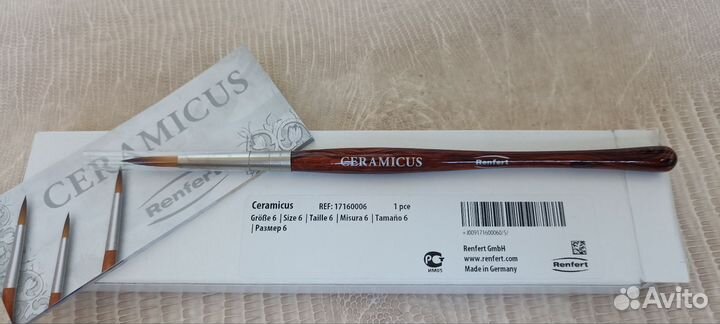 CERAMICUS
Renfert
CERAMICUS
Renfert
Ceramicus REF: 17160006 1 pce
Größe 6 | Size 6 | Taille 6 | Misura 6 | Tamaño 6
| Размер 6
Renfert GmbH
www.renfert.com
Made in Germany
Renfert
Avito